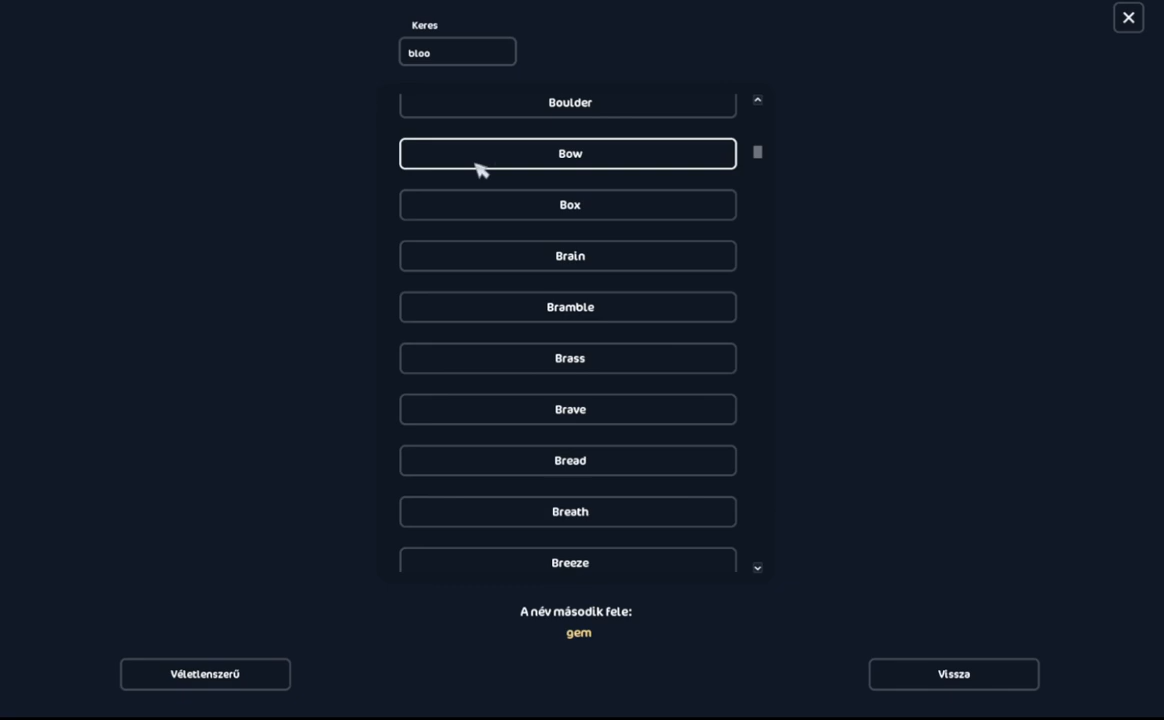 Keres
bloo
Boulder
Bow
Box
Brain
Bramble
Brass
Brave
Bread
Breath
Breeze
A név második fele:
gem
Véletlenszerű
Vissza